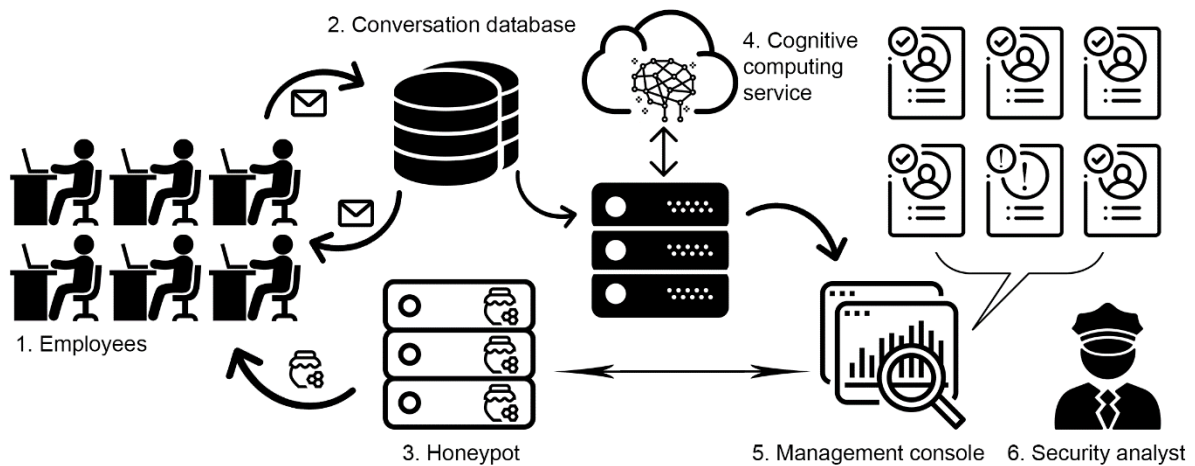 2. Conversation database
4. Cognitive
computing
service
1. Employees
3. Honeypot
5. Management console
6. Security analyst